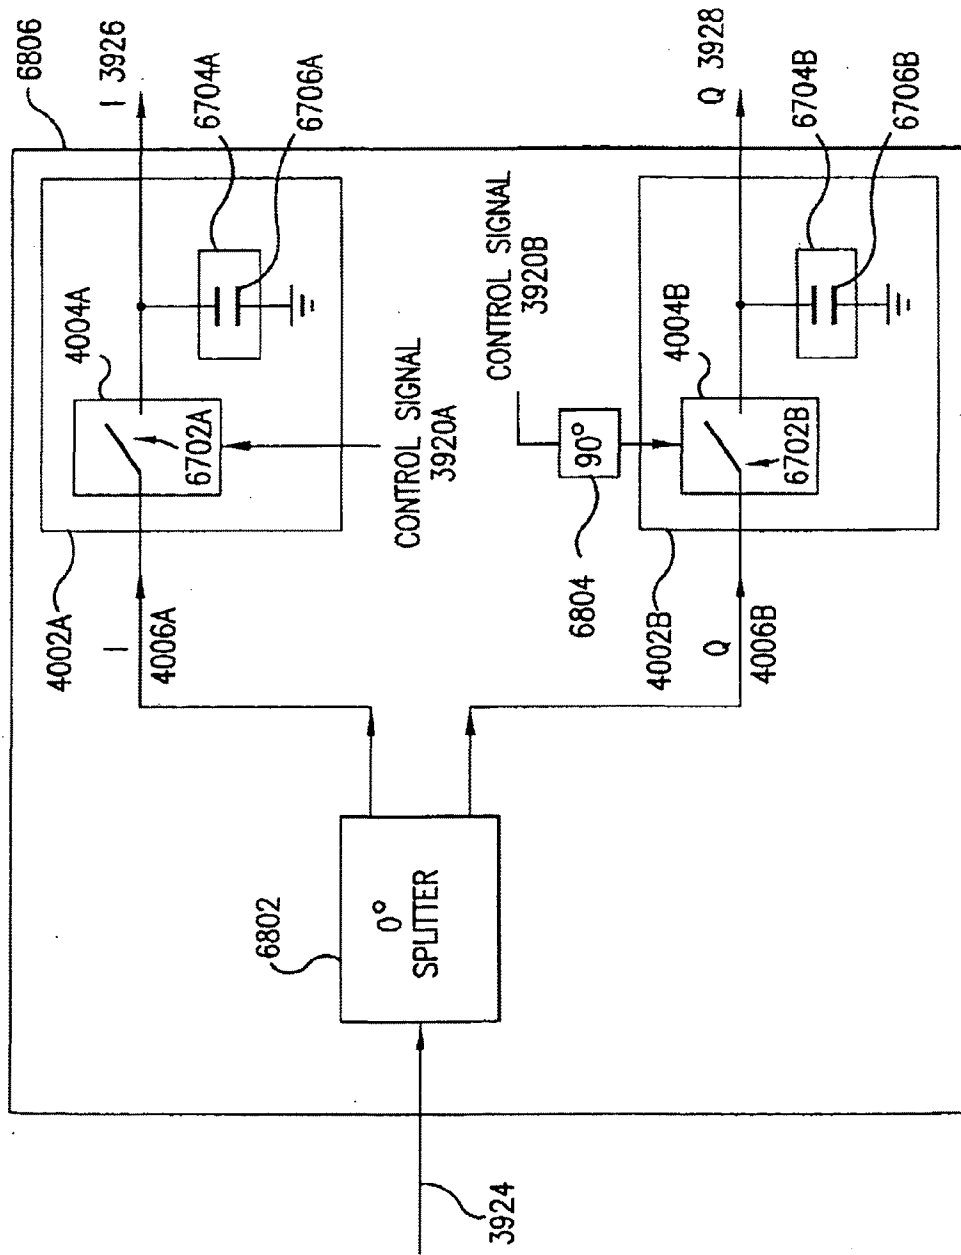 6806
I 3926
6704A
6706A
4004A
6702A
CONTROL SIGNAL
3920A
4002A
I
4006A
6802
0°
SPLITTER
3924
CONTROL SIGNAL
3920B
90°
6804
Q 3928
6704B
6706B
4004B
6702B
4002B
Q
4006B